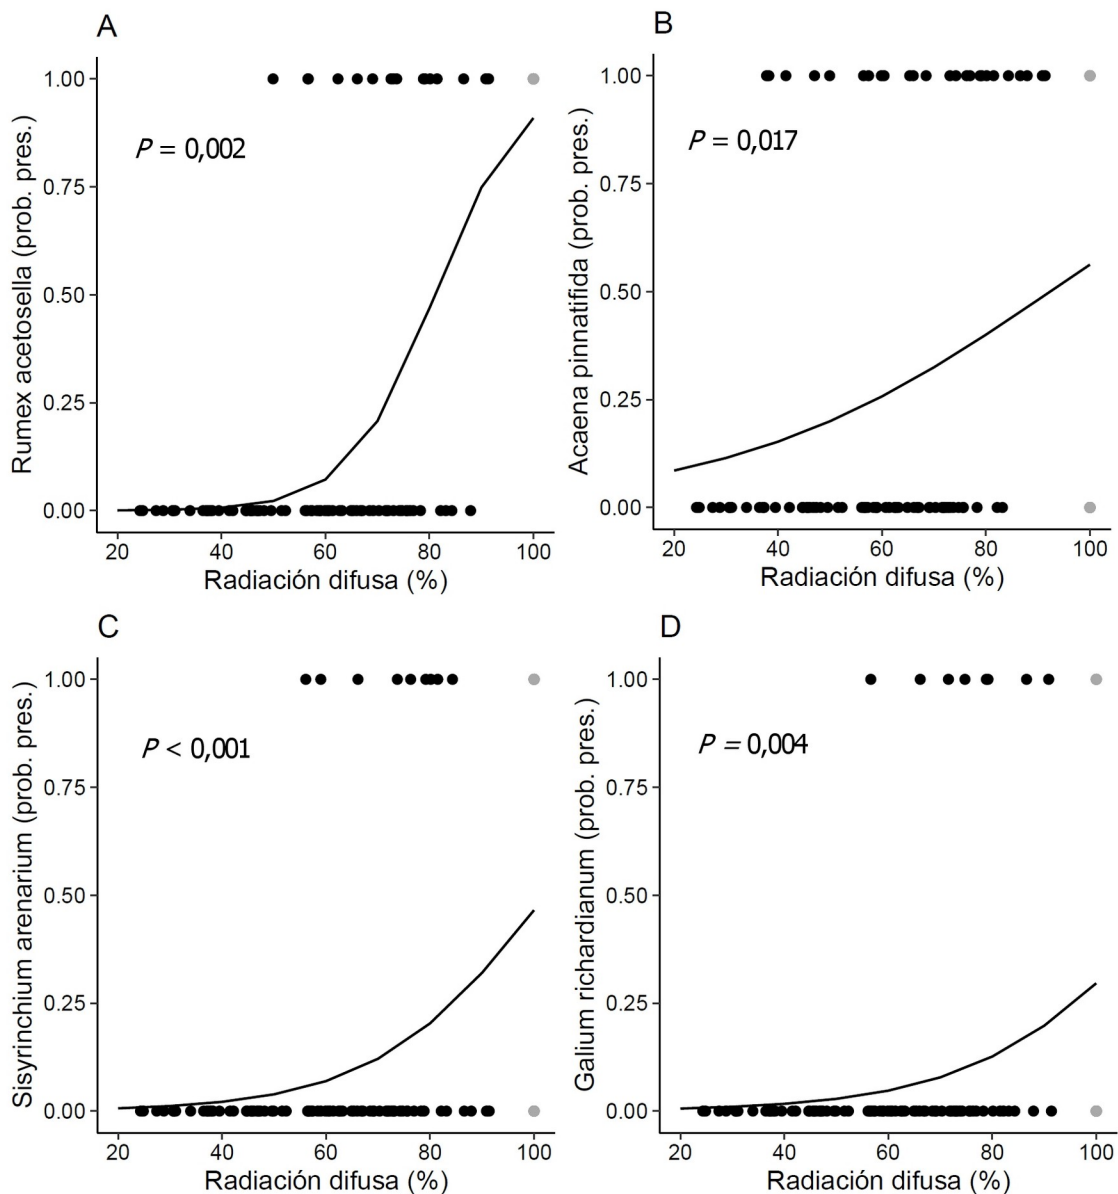 A
Rumex acetosella (prob. pres.)
1.00
0.75
0.50
0.25
0.00
P = 0,002
20 40 60 80 100
Radiación difusa (%)
B
Acaena pinnatifida (prob. pres.)
1.00
0.75
0.50
0.25
0.00
P = 0,017
20 40 60 80 100
Radiación difusa (%)
C
Sisyrinchium arenarium (prob. pres.)
1.00
0.75
0.50
0.25
0.00
P < 0,001
20 40 60 80 100
Radiación difusa (%)
D
Galium richardianum (prob. pres.)
1.00
0.75
0.50
0.25
0.00
P = 0,004
20 40 60 80 100
Radiación difusa (%)